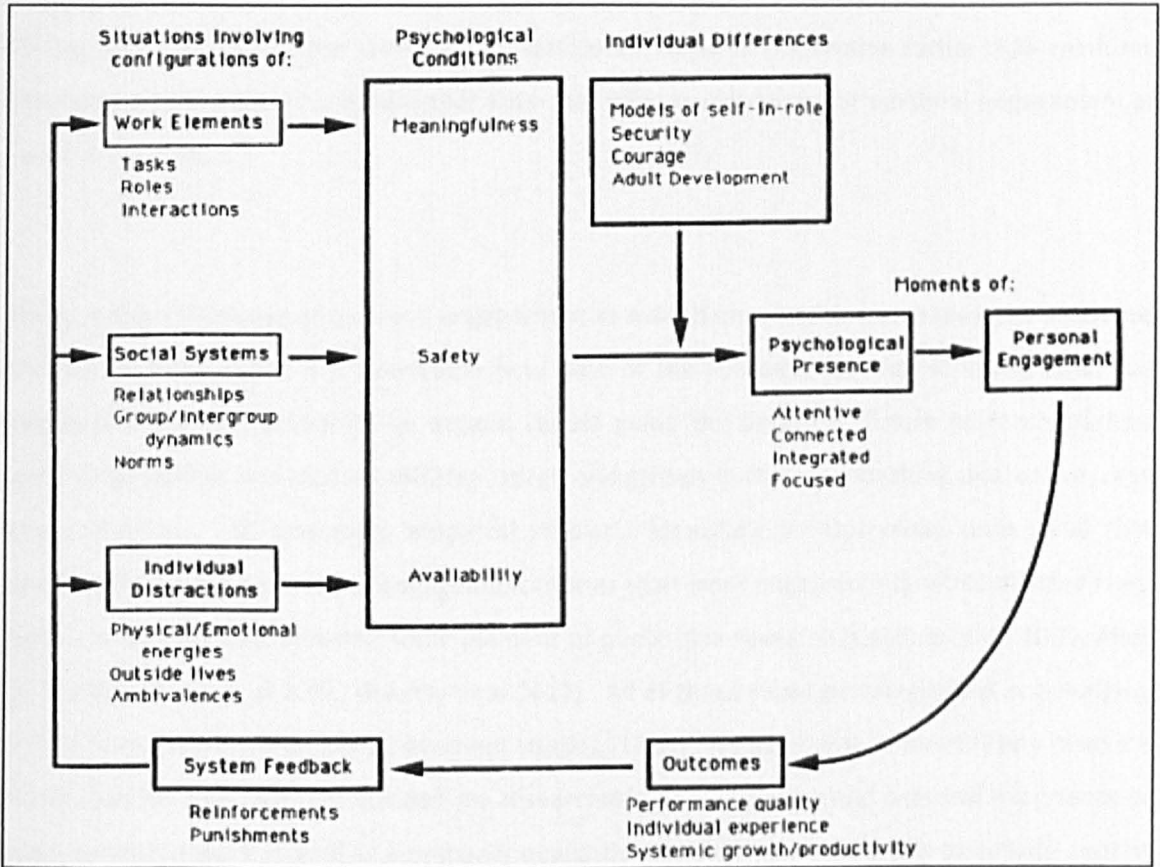 Situations Involving
configurations of:
Psychological
Conditions
Individual Differences
Work Elements
Tasks
Roles
Interactions
Meaningfulness
Models of self-in-role
Security
Courage
Adult Development
Social Systems
Relationships
Group/Intergroup
dynamics
Norms
Safety
Moments of:
Psychological
Presence
Attentive
Connected
Integrated
Focused
Personal
Engagement
Individual
Distractions
Physical/Emotional
energies
Outside lives
Ambivalences
Availability
System Feedback
Reinforcements
Punishments
Outcomes
Performance quality
Individual experience
Systemic growth/productivity